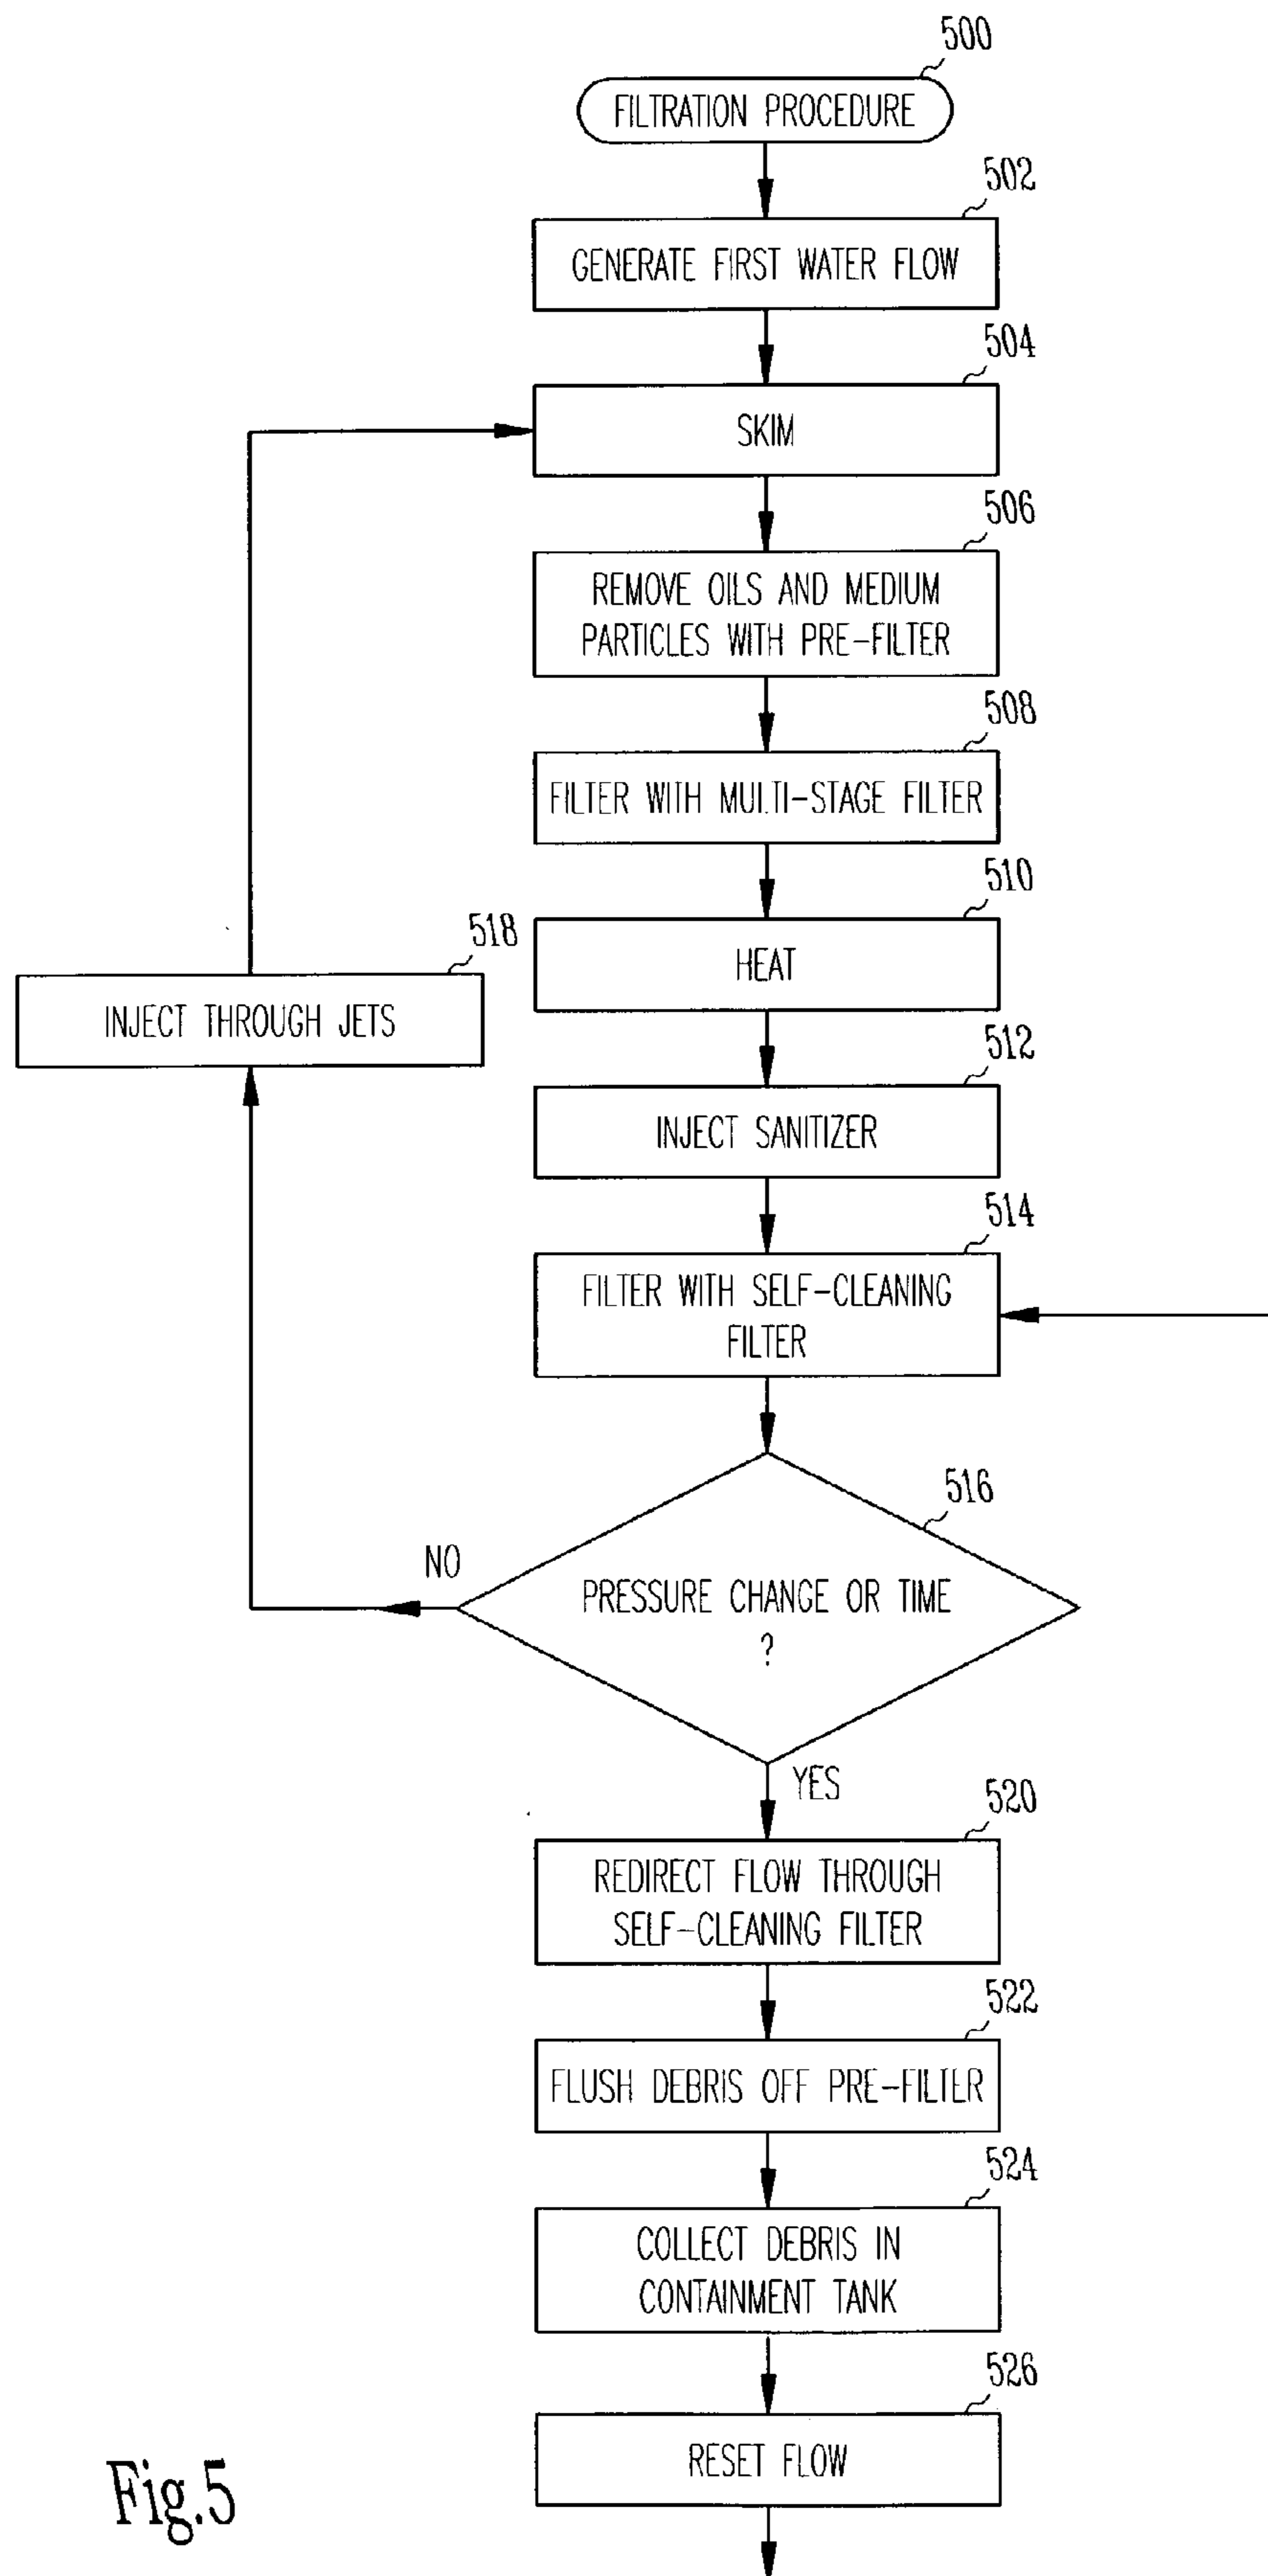 500
FILTRATION PROCEDURE
502
GENERATE FIRST WATER FLOW
504
SKIM
506
REMOVE OILS AND MEDIUM
PARTICLES WITH PRE-FILTER
508
FILTER WITH MULTI-STAGE FILTER
510
HEAT
518
INJECT THROUGH JETS
512
INJECT SANITIZER
514
FILTER WITH SELF-CLEANING
FILTER
516
NO
PRESSURE CHANGE OR TIME
?
YES
520
REDIRECT FLOW THROUGH
SELF-CLEANING FILTER
522
FLUSH DEBRIS OFF PRE-FILTER
524
COLLECT DEBRIS IN
CONTAINMENT TANK
526
RESET FLOW
Fig.5